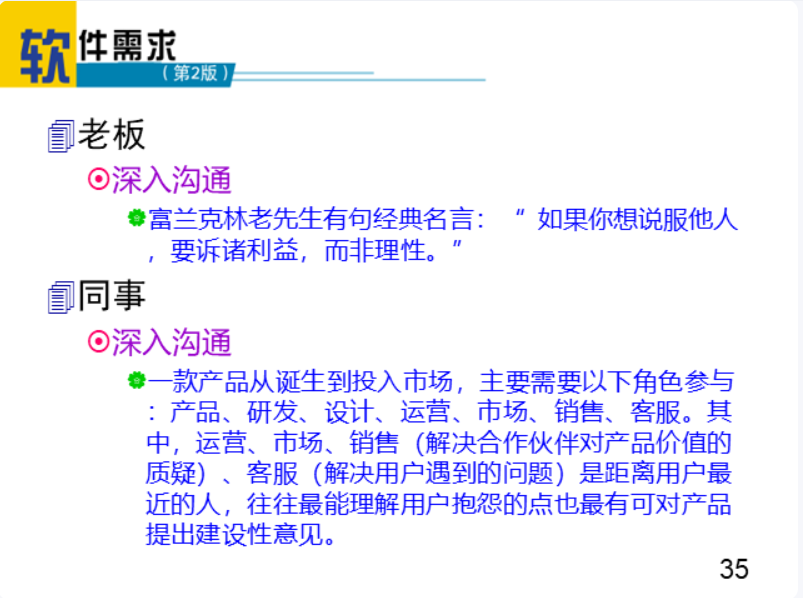 软件需求
（第2版）
老板
深入沟通
富兰克林老先生有句经典名言：“ 如果你想说服他人
，要诉诸利益，而非理性。”
同事
深入沟通
一款产品从诞生到投入市场，主要需要以下角色参与
：产品、研发、设计、运营、市场、销售、客服。其
中，运营、市场、销售（解决合作伙伴对产品价值的
质疑）、客服（解决用户遇到的问题）是距离用户最
近的人，往往最能理解用户抱怨的点也最有可对产品
提出建设性意见。
35